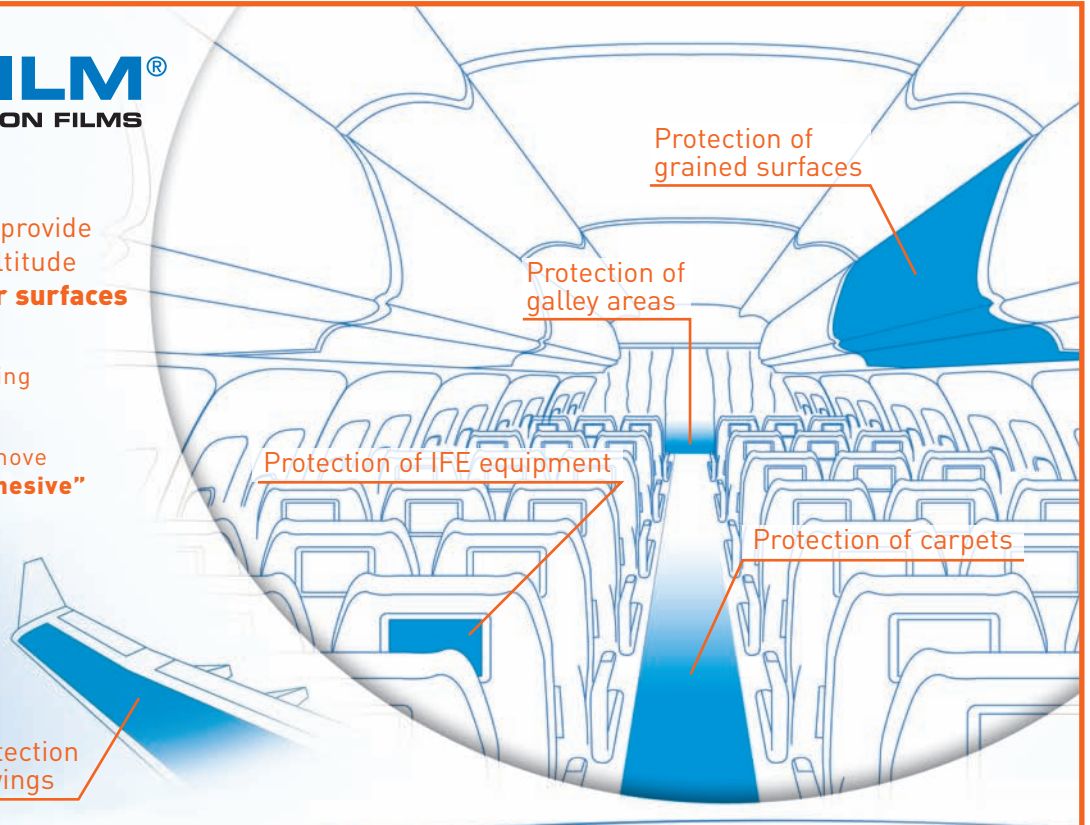 ILM®
ON FILMS
provide
ltitude
r surfaces
ing
nove
hesive”
Protection of
grained surfaces
Protection of
galley areas
Protection of IFE equipment
Protection of carpets
tection
wings